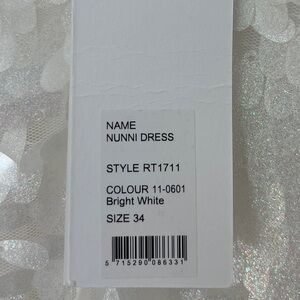 NAME
NUNNI DRESS
STYLE RT1711
COLOUR 11-0601
Bright White
SIZE 34
5 715290 086331